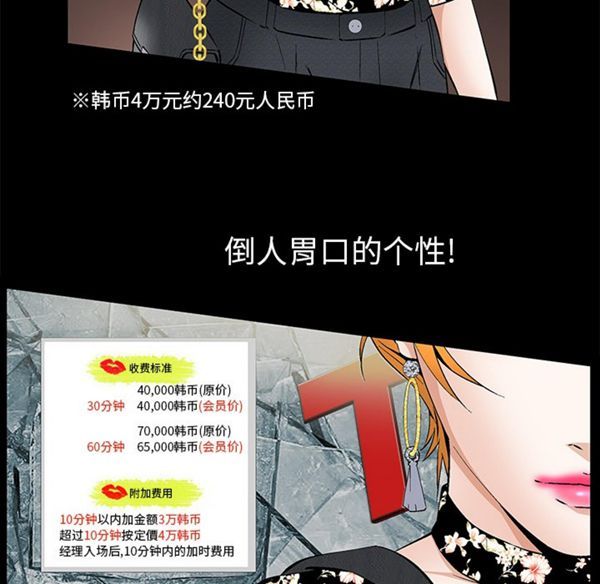 ※韩币4万元约240元人民币
倒人胃口的个性!
收费标准
40,000韩币(原价)
30分钟 40,000韩币(会员价)
70,000韩币(原价)
60分钟 65,000韩币(会员价)
附加费用
10分钟以内加金额3万韩币
超过10分钟按定價4万韩币
经理入场后,10分钟内的加时费用